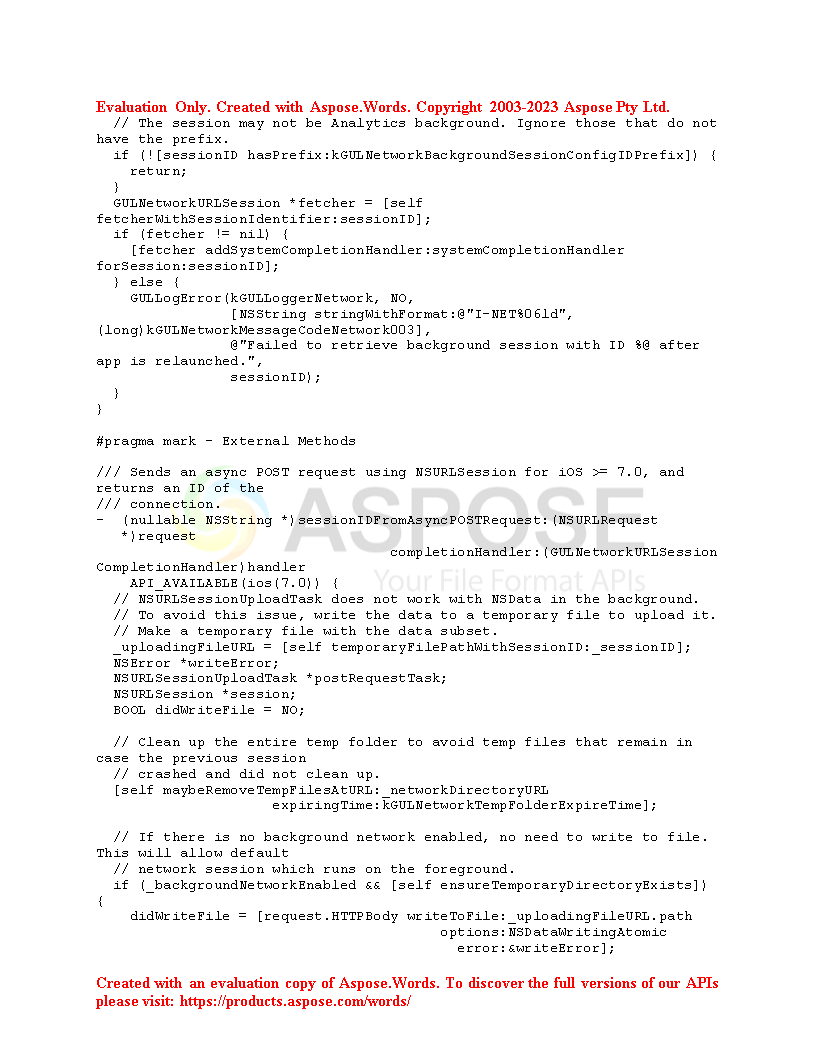 Evaluation Only. Created with Aspose.Words. Copyright 2003-2023 Aspose Pty Ltd.
  // The session may not be Analytics background. Ignore those that do not
have the prefix.
  if (![sessionID hasPrefix:kGULNetworkBackgroundSessionConfigIDPrefix]) {
    return;
  }
  GULNetworkURLSession *fetcher = [self
fetcherWithSessionIdentifier:sessionID];
  if (fetcher != nil) {
    [fetcher addSystemCompletionHandler:systemCompletionHandler
forSession:sessionID];
  } else {
    GULLogError(kGULLoggerNetwork, NO,
                [NSString stringWithFormat:@"I-NET%06ld",
(long)kGULNetworkMessageCodeNetwork003],
                @"Failed to retrieve background session with ID %@ after
app is relaunched.",
                sessionID);
  }
}

#pragma mark - External Methods

/// Sends an async POST request using NSURLSession for iOS >= 7.0, and
returns an ID of the
/// connection.
- (nullable NSString *)sessionIDFromAsyncPOSTRequest:(NSURLRequest
   *)request
                                   completionHandler:(GULNetworkURLSession
CompletionHandler)handler
    API_AVAILABLE(ios(7.0)) {
  // NSURLSessionUploadTask does not work with NSData in the background.
  // To avoid this issue, write the data to a temporary file to upload it.
  // Make a temporary file with the data subset.
  _uploadingFileURL = [self temporaryFilePathWithSessionID:_sessionID];
  NSError *writeError;
  NSURLSessionUploadTask *postRequestTask;
  NSURLSession *session;
  BOOL didWriteFile = NO;

  // Clean up the entire temp folder to avoid temp files that remain in
case the previous session
  // crashed and did not clean up.
  [self maybeRemoveTempFilesAtURL:_networkDirectoryURL
                     expiringTime:kGULNetworkTempFolderExpireTime];

  // If there is no background network enabled, no need to write to file.
This will allow default
  // network session which runs on the foreground.
  if (_backgroundNetworkEnabled && [self ensureTemporaryDirectoryExists])
{
    didWriteFile = [request.HTTPBody writeToFile:_uploadingFileURL.path
                                         options:NSDataWritingAtomic
                                           error:&writeError];

Created with an evaluation copy of Aspose.Words. To discover the full versions of our APIs
please visit: https://products.aspose.com/words/
ASPOSE
Your File Format APIs